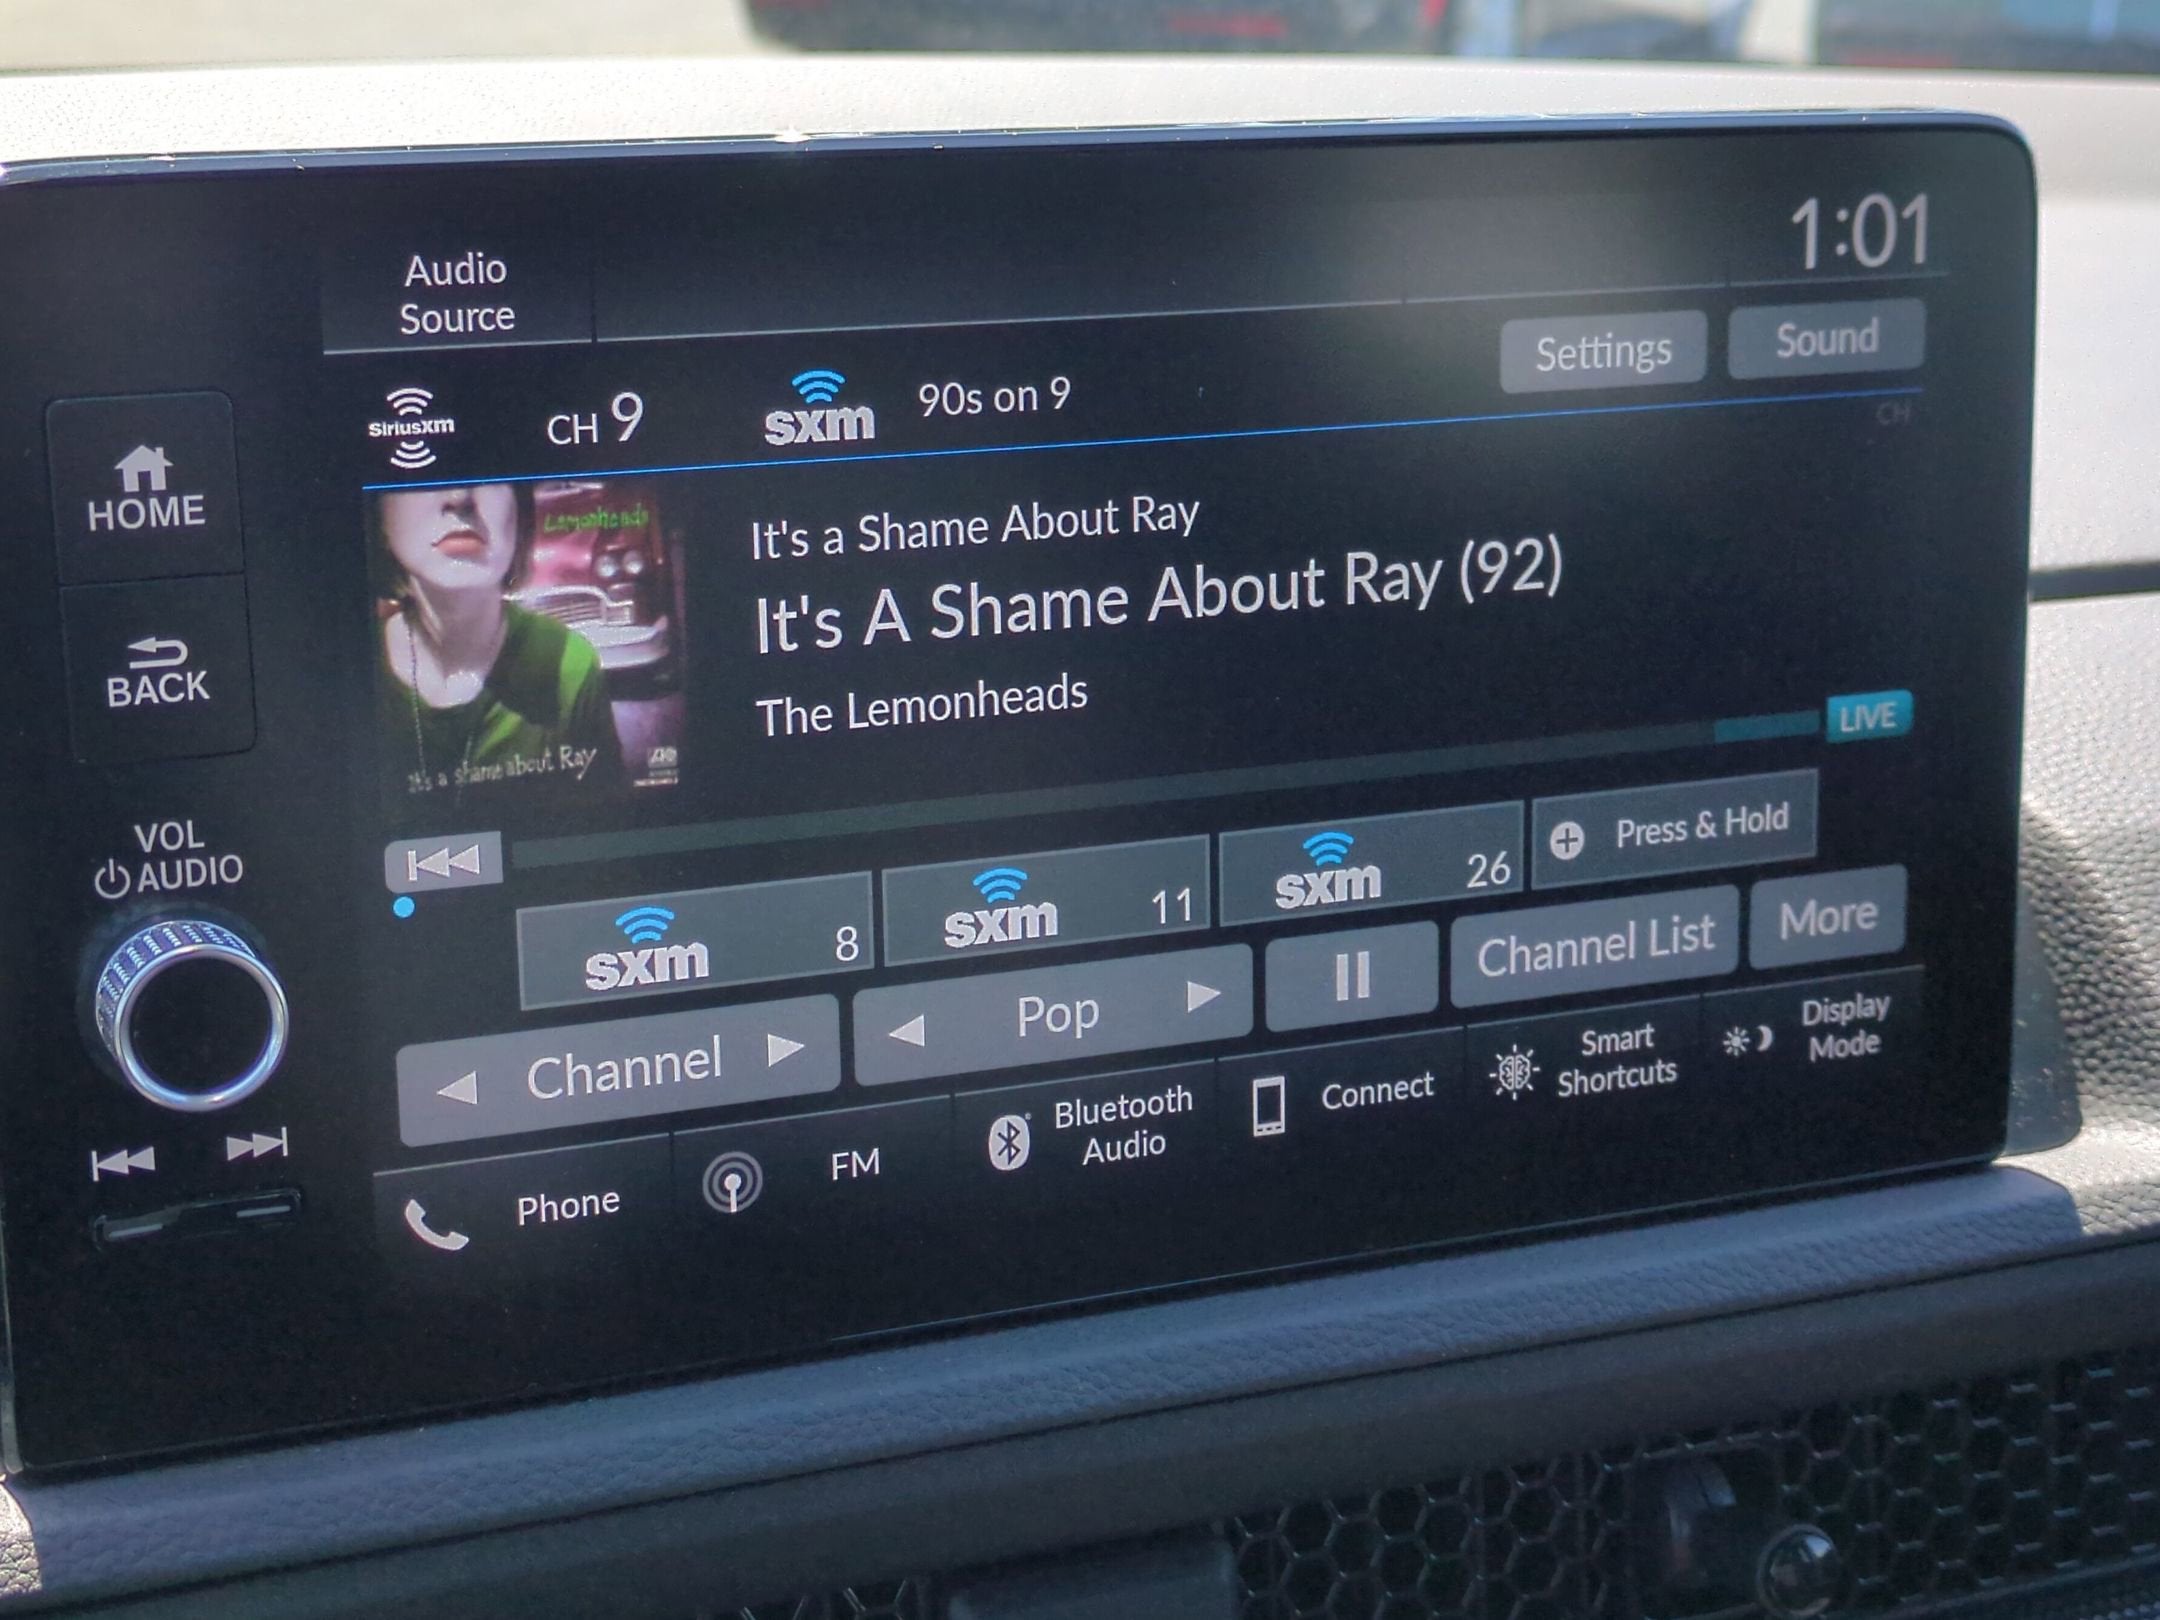 1:01
Audio
Source
Settings
Sound
SiriusXM
CH 9
sxm
90s on 9
CH
HOME
Lemonheads
It's a Shame About Ray
It's A Shame About Ray (92)
BACK
The Lemonheads
It's a shame about Ray
LIVE
VOL
AUDIO
sxm 8
sxm 11
sxm 26
Press & Hold
Channel
Pop
Channel List
More
Phone
FM
Bluetooth
Audio
Connect
Smart
Shortcuts
Display
Mode